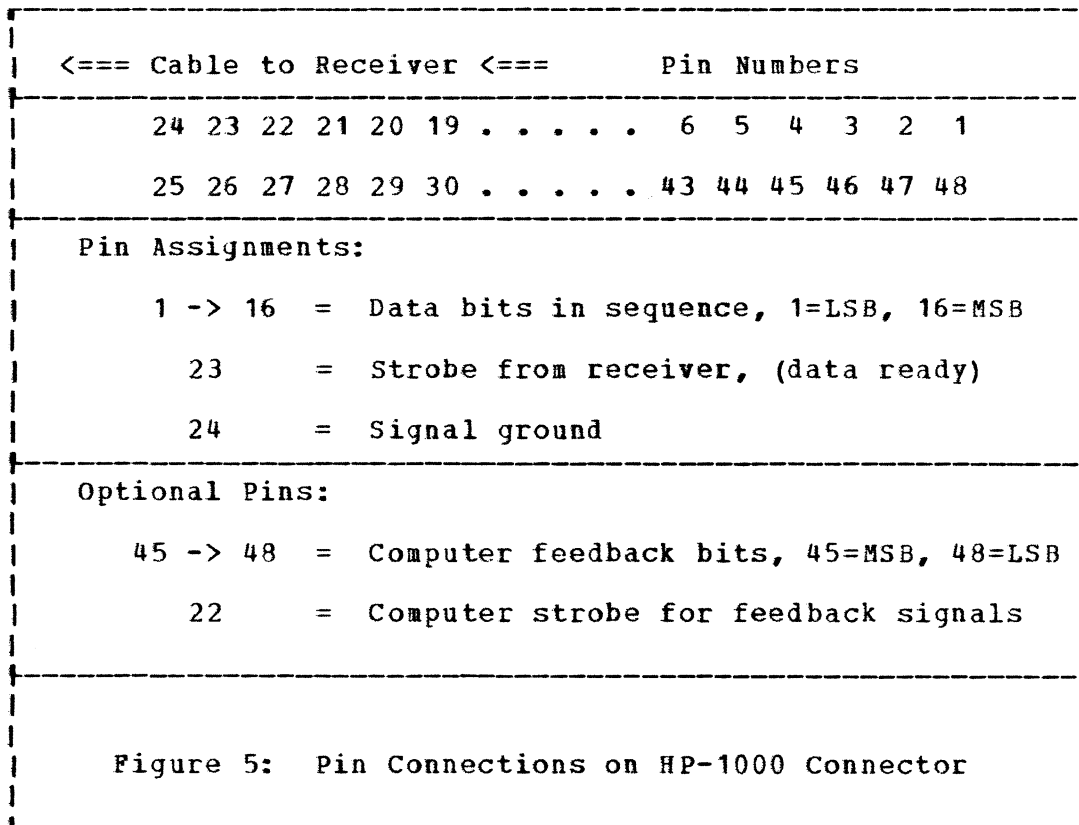 <=== Cable to Receiver <=== Pin Numbers
24 23 22 21 20 19 . . . . . 6 5 4 3 2 1
25 26 27 28 29 30 . . . . . 43 44 45 46 47 48
Pin Assignments:
1 -> 16 = Data bits in sequence, 1=LSB, 16=MSB
23 = Strobe from receiver, (data ready)
24 = Signal ground
Optional Pins:
45 -> 48 = Computer feedback bits, 45=MSB, 48=LSB
22 = Computer strobe for feedback signals
Figure 5: Pin Connections on HP-1000 Connector